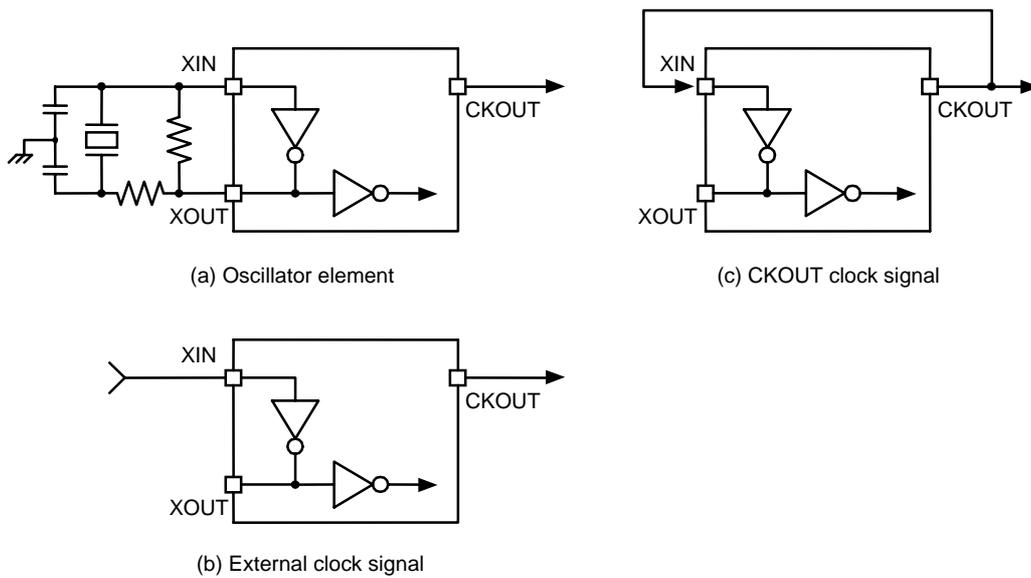 XIN
CKOUT
XOUT
(a) Oscillator element
XIN
CKOUT
XOUT
(c) CKOUT clock signal
XIN
CKOUT
XOUT
(b) External clock signal